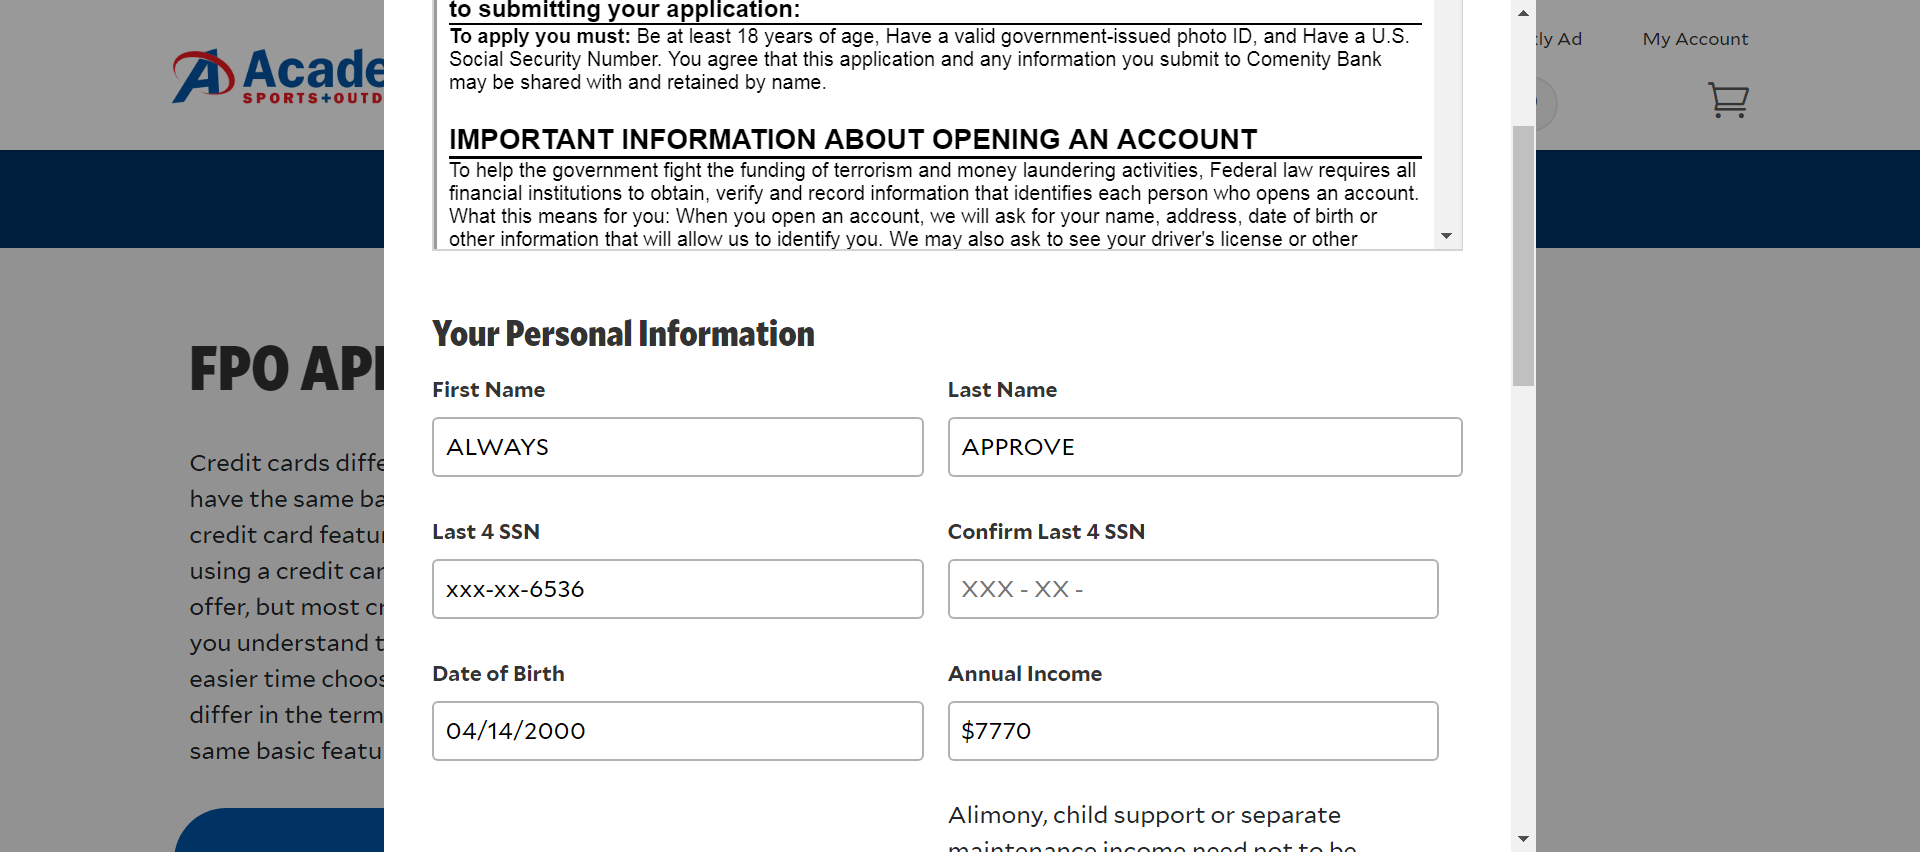 to submitting your application:
To apply you must: Be at least 18 years of age, Have a valid government-issued photo ID, and Have a U.S.
Social Security Number. You agree that this application and any information you submit to Comenity Bank
may be shared with and retained by name.
IMPORTANT INFORMATION ABOUT OPENING AN ACCOUNT
To help the government fight the funding of terrorism and money laundering activities, Federal law requires all
financial institutions to obtain, verify and record information that identifies each person who opens an account.
What this means for you: When you open an account, we will ask for your name, address, date of birth or
other information that will allow us to identify you. We may also ask to see your driver's license or other
Your Personal Information
First Name
Last Name
ALWAYS
APPROVE
Last 4 SSN
Confirm Last 4 SSN
xxx-xx-6536
XXX - XX -
Date of Birth
Annual Income
04/14/2000
$7770
Alimony, child support or separate
maintenance income need not to be
Acade
SPORTS+OUTD
ly Ad
My Account
FPO AP
Credit cards diffe
have the same ba
credit card featu
using a credit car
offer, but most cr
you understand t
easier time choos
differ in the term
same basic featu